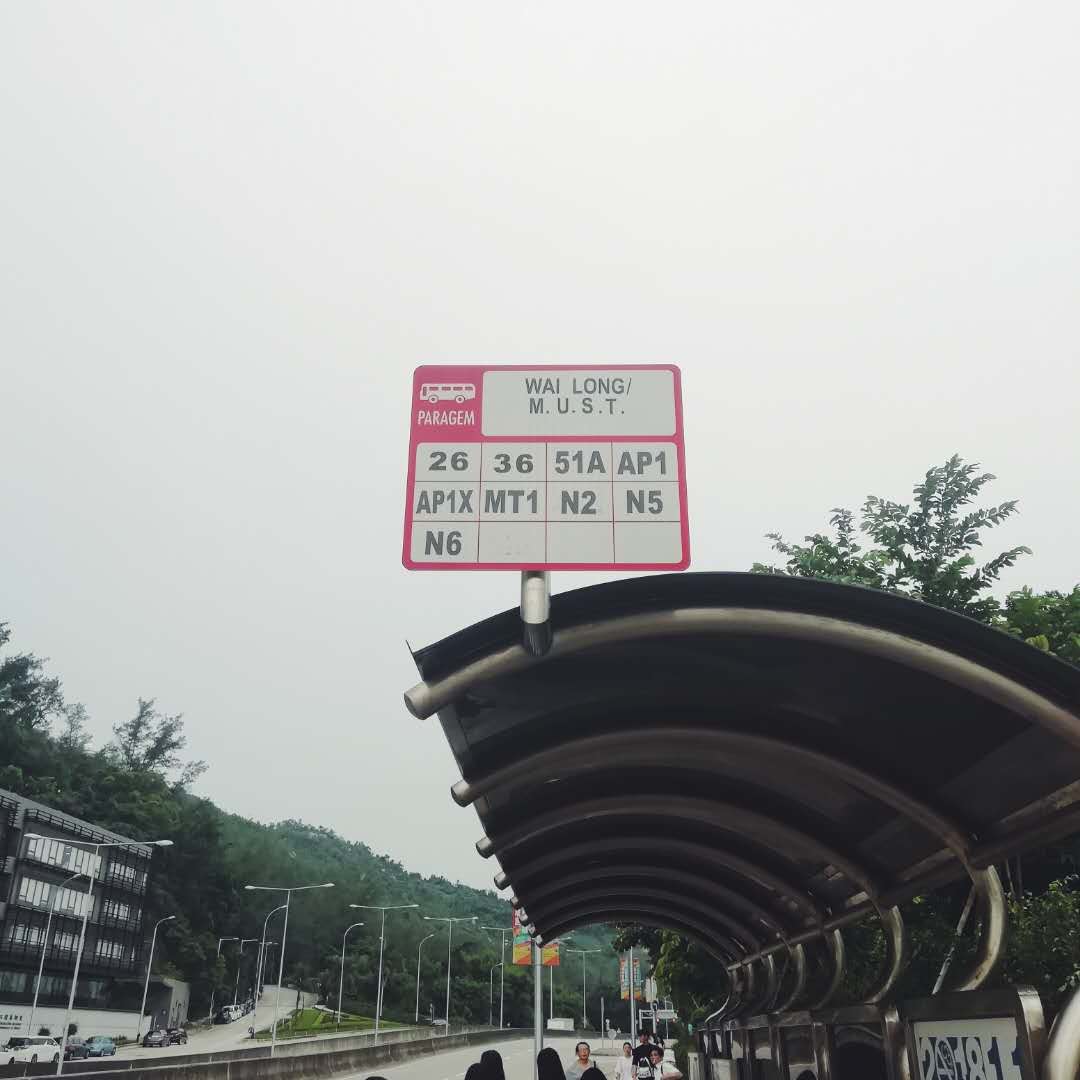 PARAGEM
WAI LONG/
M.U.S.T.
26 36 51A AP1
AP1X MT1 N2 N5
N6